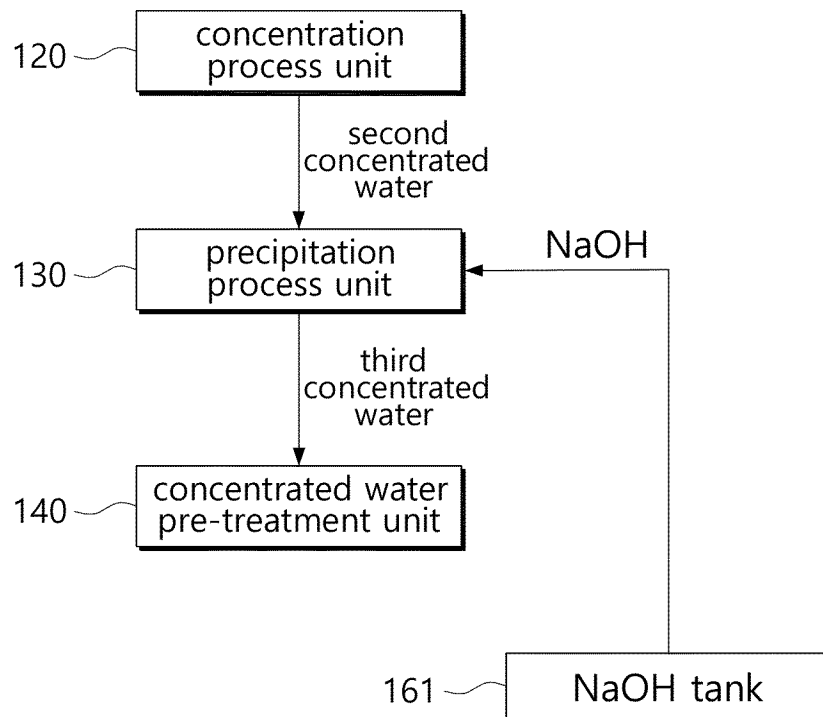 120
concentration
process unit
second
concentrated
water
NaOH
130
precipitation
process unit
third
concentrated
water
140
concentrated water
pre-treatment unit
161
NaOH tank